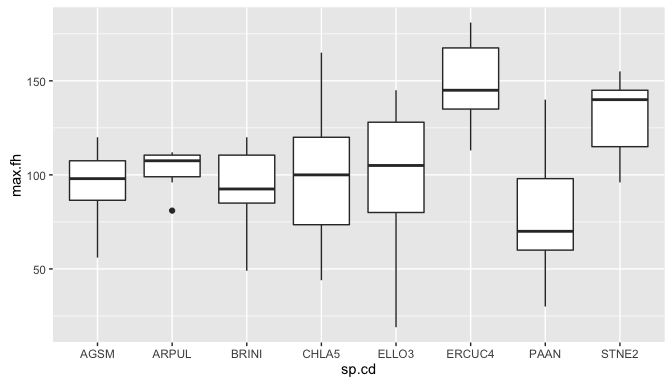 max.fh
150
100
50
AGSM ARPUL BRINI CHLA5 ELLO3 ERCUC4 PAAN STNE2
sp.cd